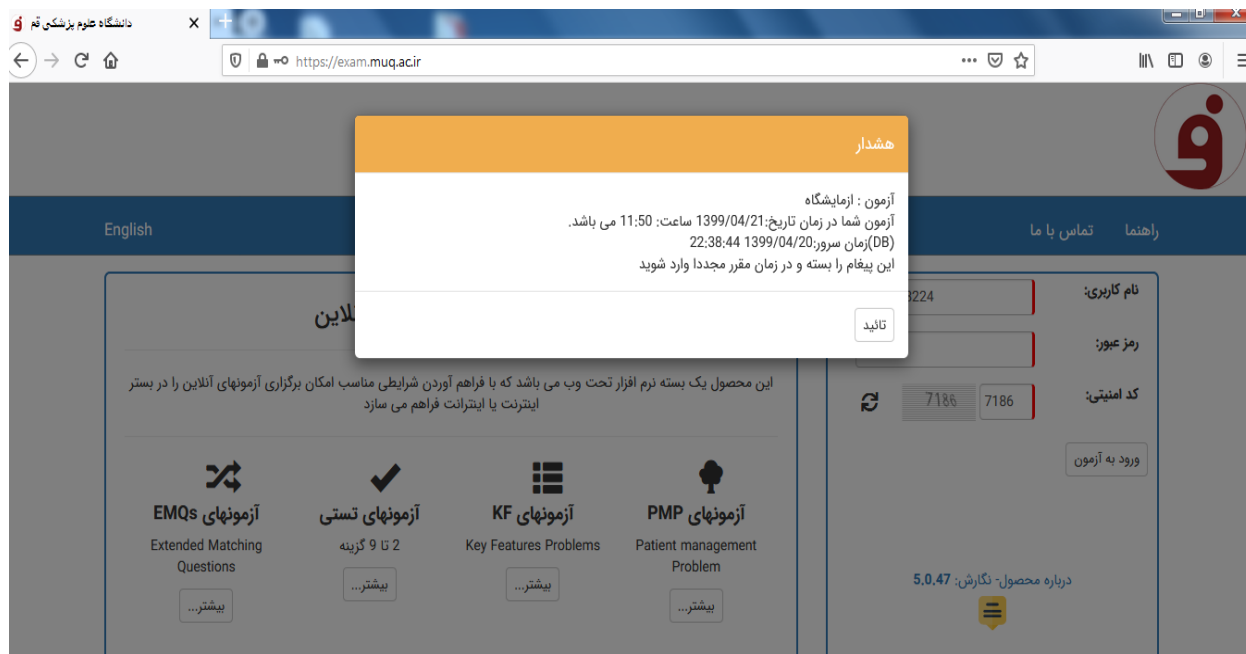 دانشگاه علوم پزشکی قم
https://exam.muq.ac.ir
هشدار
آزمون : ازمایشگاه
آزمون شما در زمان تاریخ:1399/04/21 ساعت: 11:50 می باشد.
(DB)زمان سرور:1399/04/20 22:38:44
این پیغام را بسته و در زمان مقرر مجددا وارد شوید
تائید
راهنما تماس با ما
English
نام کاربری:
3224
رمز عبور:
کد امنیتی:
7186
7186
ورود به آزمون
درباره محصول- نگارش: 5.0.47
این محصول یک بسته نرم افزار تحت وب می باشد که با فراهم آوردن شرایطی مناسب امکان برگزاری آزمونهای آنلاین را در بستر
اینترنت یا اینترانت فراهم می سازد
آزمونهای PMP
Patient management
Problem
بیشتر...
آزمونهای KF
Key Features Problems
بیشتر...
آزمونهای تستی
2 تا 9 گزینه
بیشتر...
آزمونهای EMQs
Extended Matching
Questions
بیشتر...